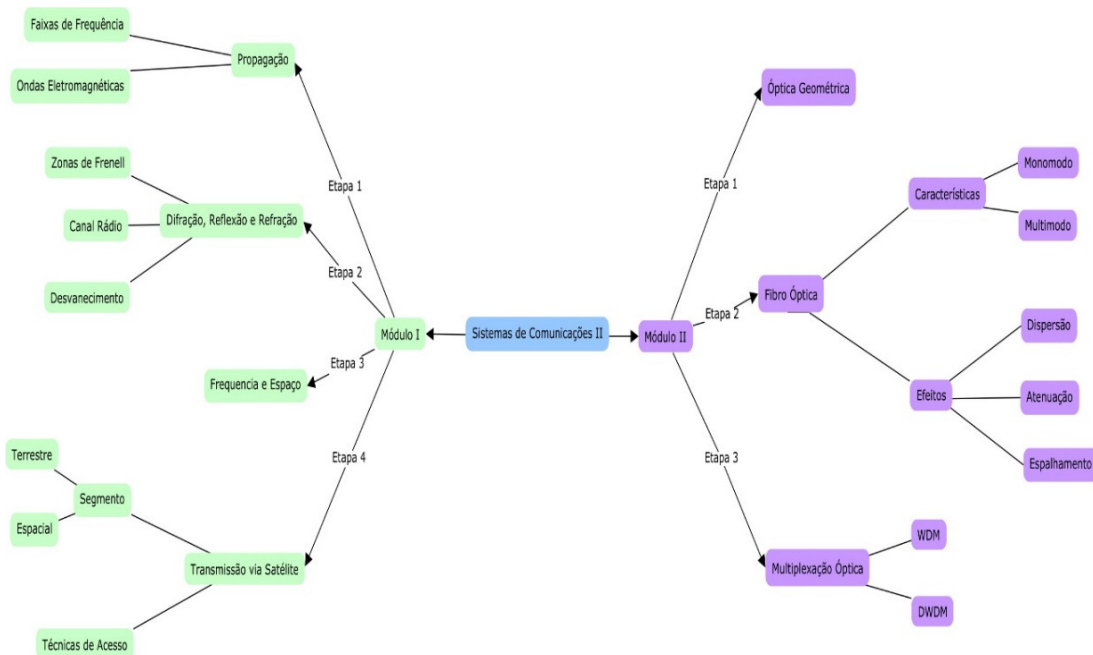 Faixas de Frequência
Ondas Eletromagnéticas
Propagação
Etapa 1
Zonas de Frenell
Canal Rádio
Desvanecimento
Difração, Reflexão e Refração
Etapa 2
Módulo I
Etapa 3
Frequencia e Espaço
Etapa 4
Terrestre
Espacial
Segmento
Transmissão via Satélite
Técnicas de Acesso
Sistemas de Comunicações II
Módulo II
Etapa 1
Óptica Geométrica
Etapa 2
Fibro Óptica
Características
Monomodo
Multimodo
Efeitos
Dispersão
Atenuação
Espalhamento
Etapa 3
Multiplexação Óptica
WDM
DWDM